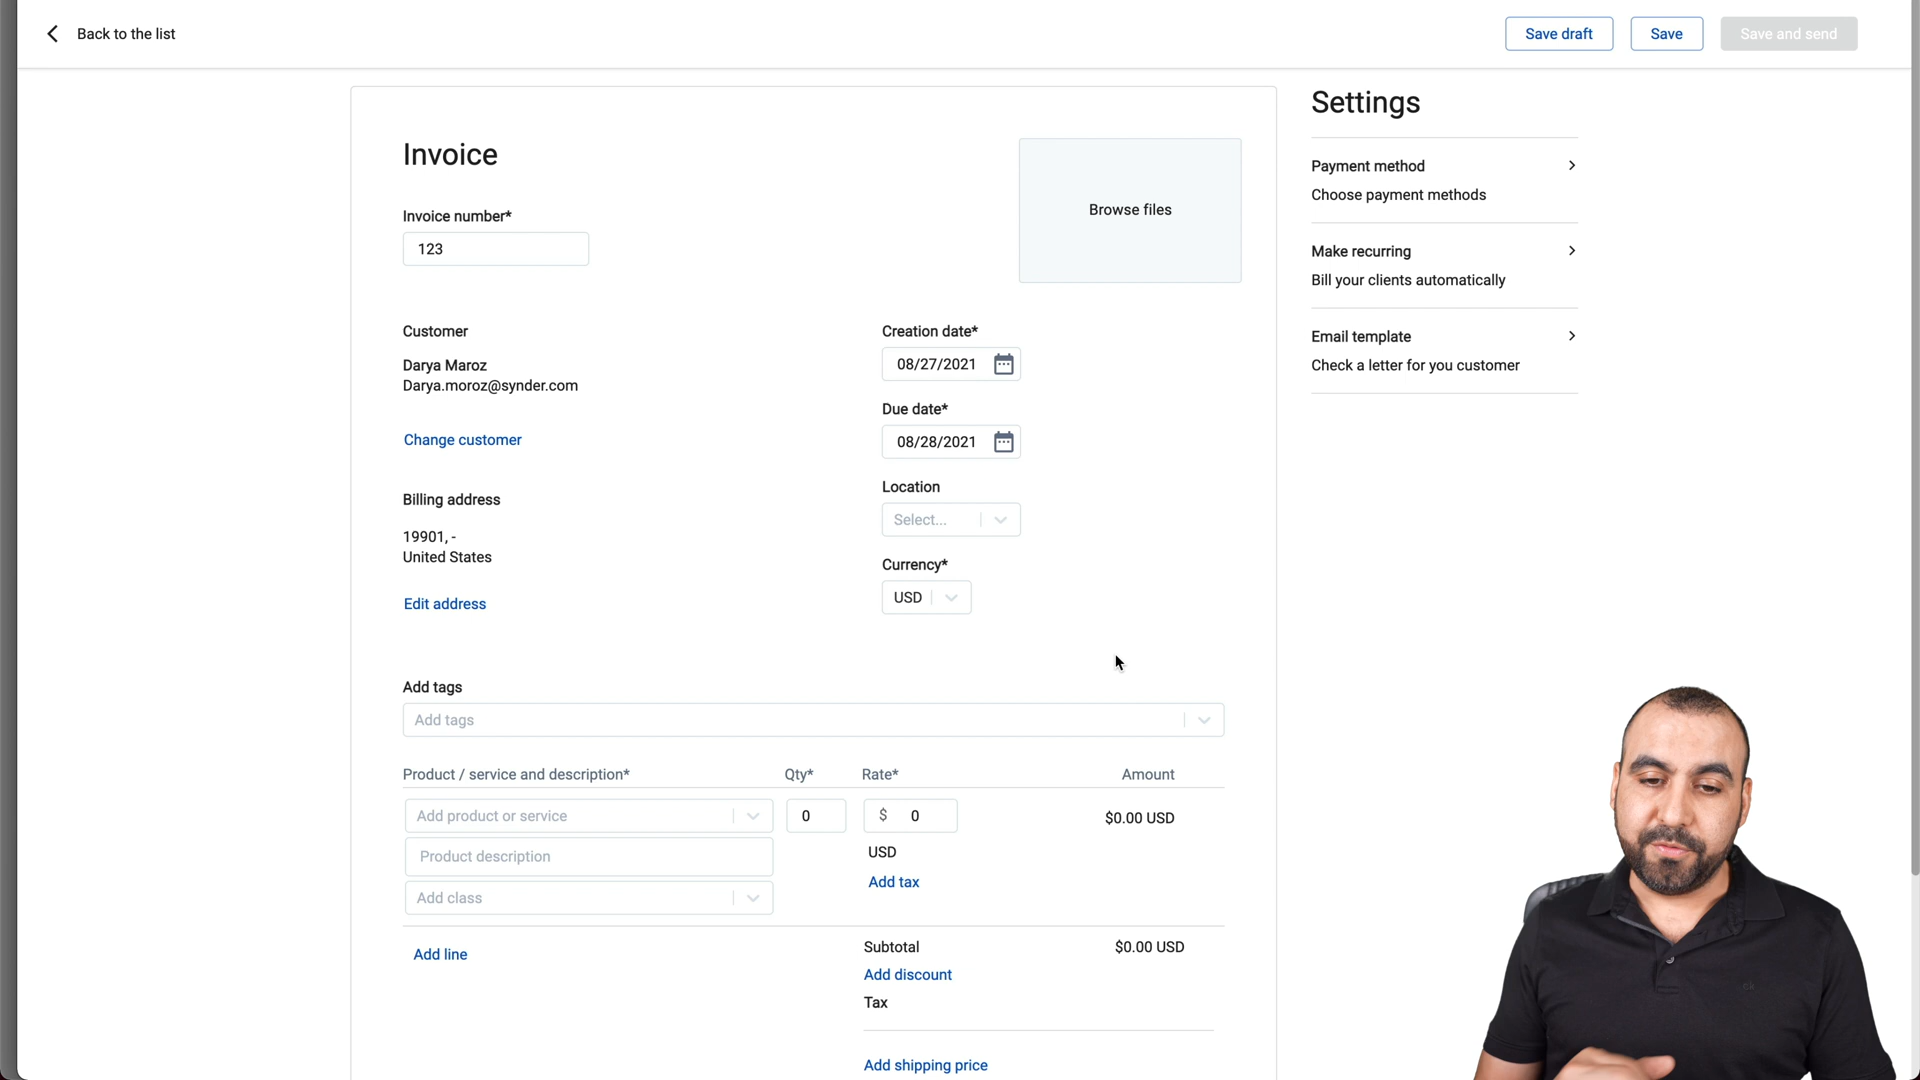 Back to the list
Save draft
Save
Save and send
Invoice
Browse files
Invoice number*
123
Customer
Darya Maroz
Darya.moroz@synder.com
Change customer
Billing address
19901, -
United States
Edit address
Creation date*
08/27/2021
Due date*
08/28/2021
Location
Select...
Currency*
USD
Add tags
Add tags
Product / service and description*
Qty*
Rate*
Amount
Add product or service
0
$ 0
$0.00 USD
Product description
USD
Add class
Add tax
Add line
Subtotal
$0.00 USD
Add discount
Tax
Add shipping price
Settings
Payment method
Choose payment methods
Make recurring
Bill your clients automatically
Email template
Check a letter for you customer